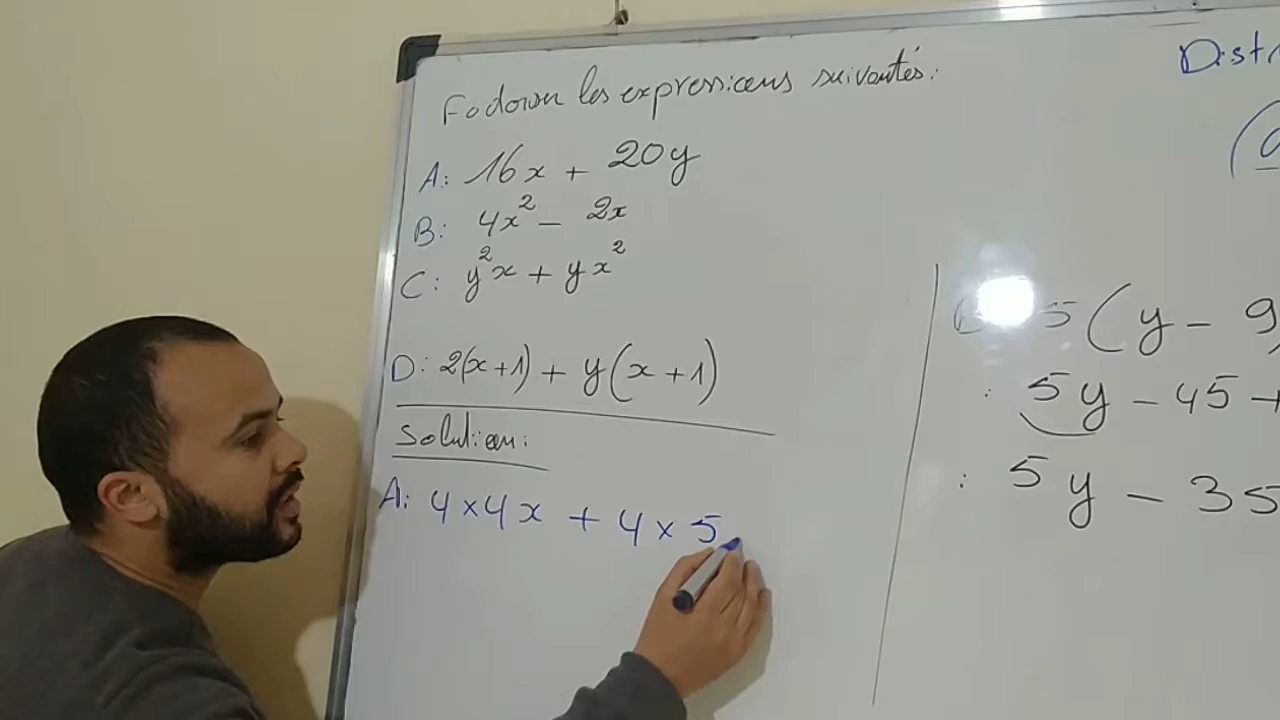 Factoriser les expressions suivantes:
A: 16x + 20y
B: 4x² - 2x
C: y²x + yx²
D: 2(x+1) + y(x+1)
Solution:
A: 4×4x + 4×5
Distr
5(y - 9)
: 5y - 45 +
: 5y - 35